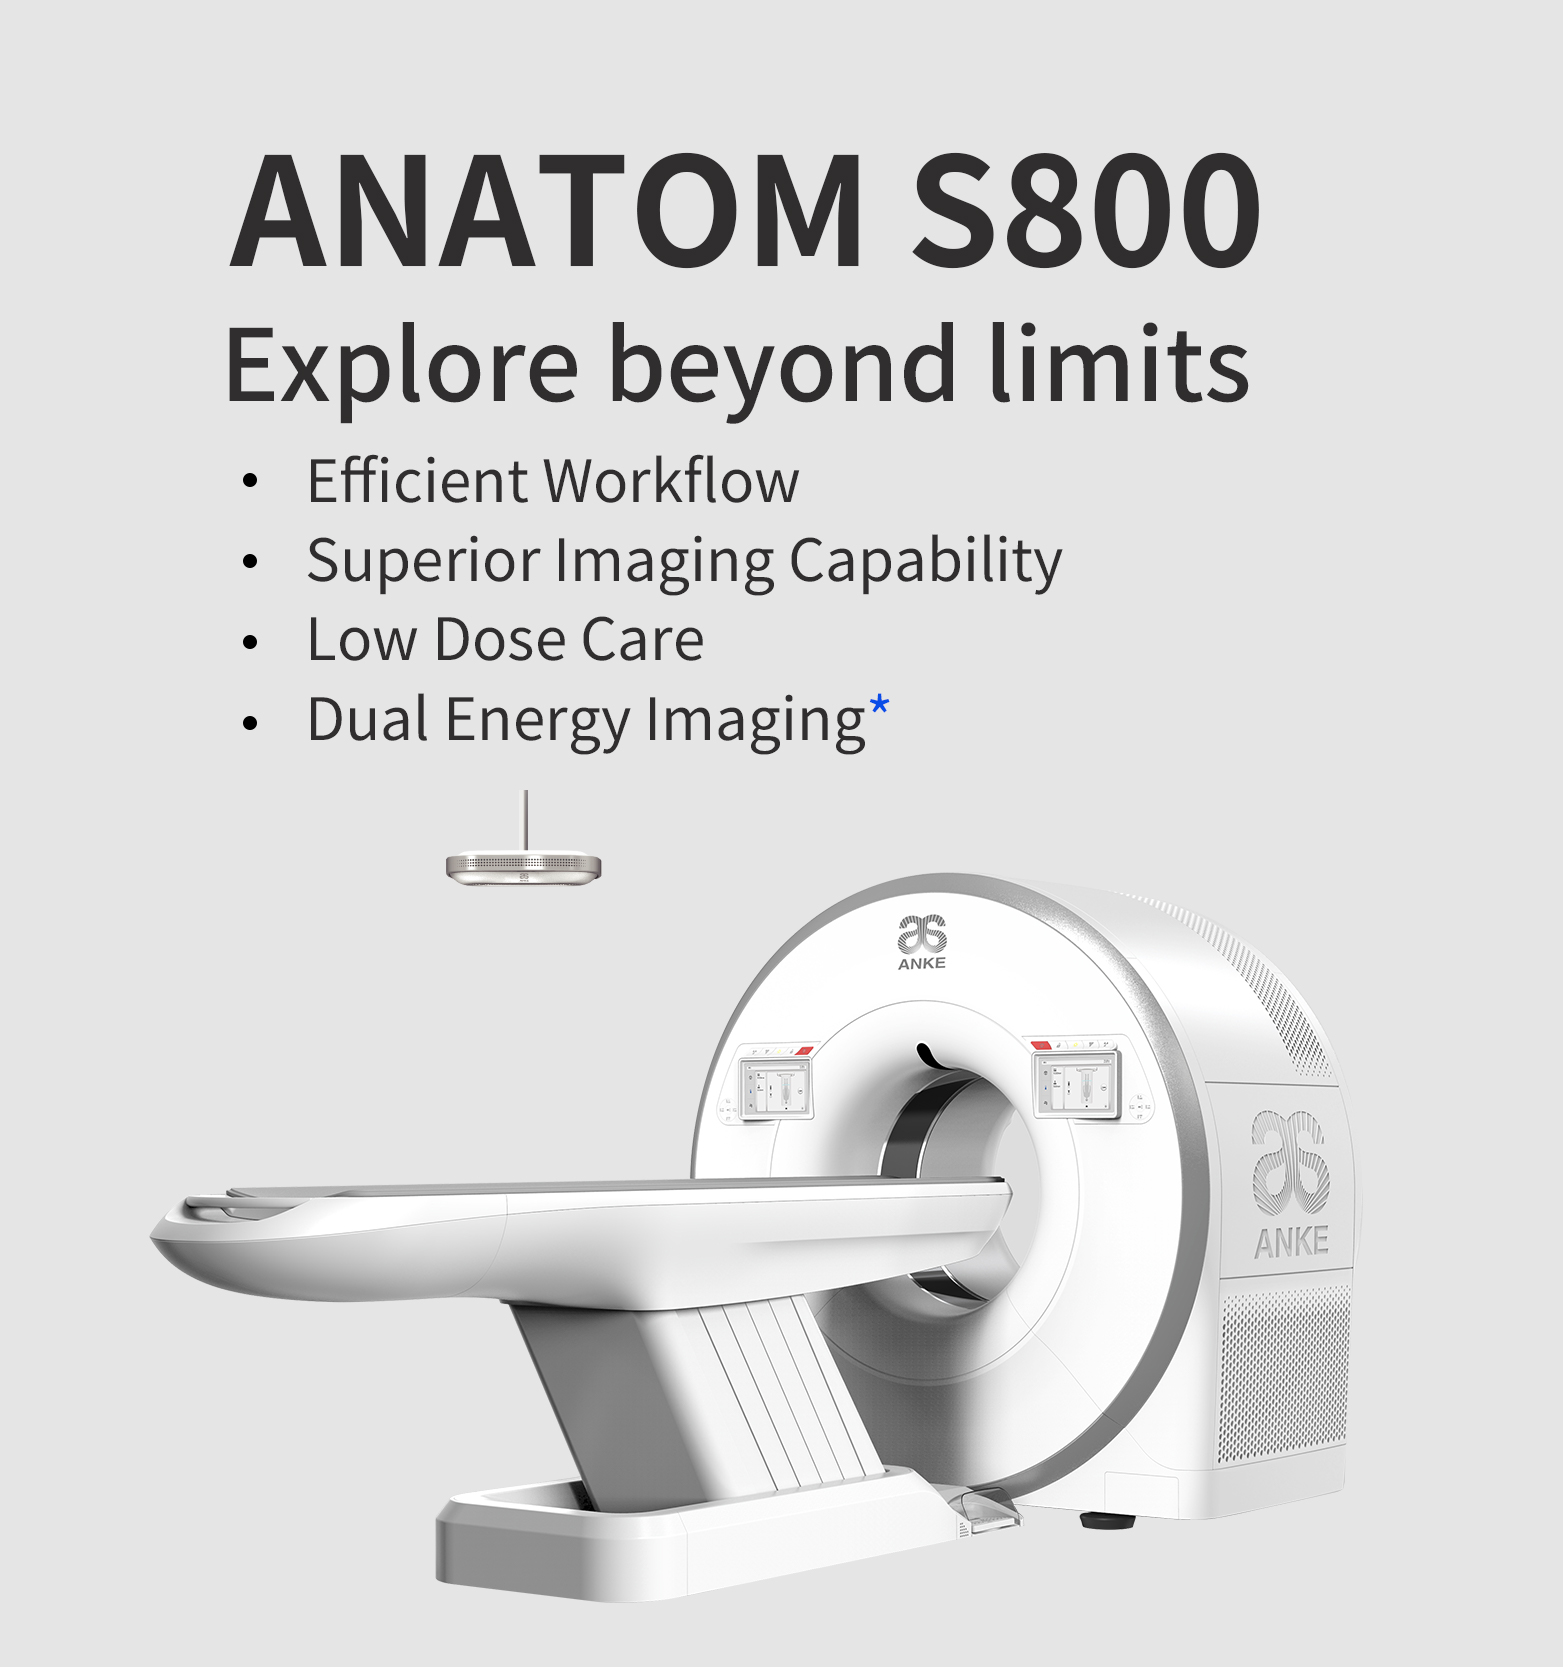 ANATOM S800
Explore beyond limits
• Efficient Workflow
• Superior Imaging Capability
• Low Dose Care
• Dual Energy Imaging*
ANKE
ANKE